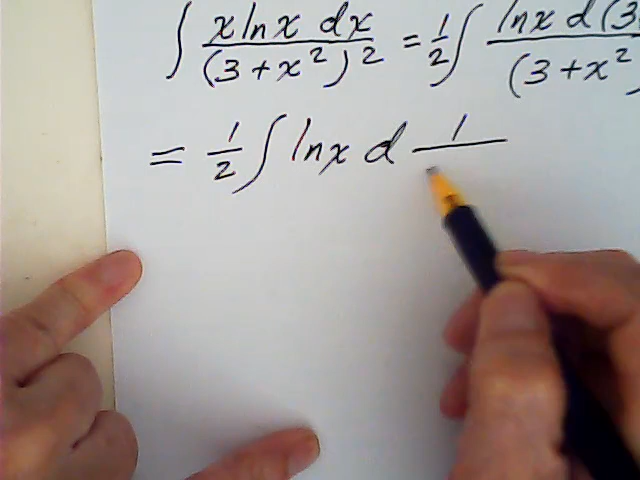 ∫ x ln x dx / (3 + x²)² = 1/2 ∫ ln x d (3 / (3 + x²)
= 1/2 ∫ ln x d 1/